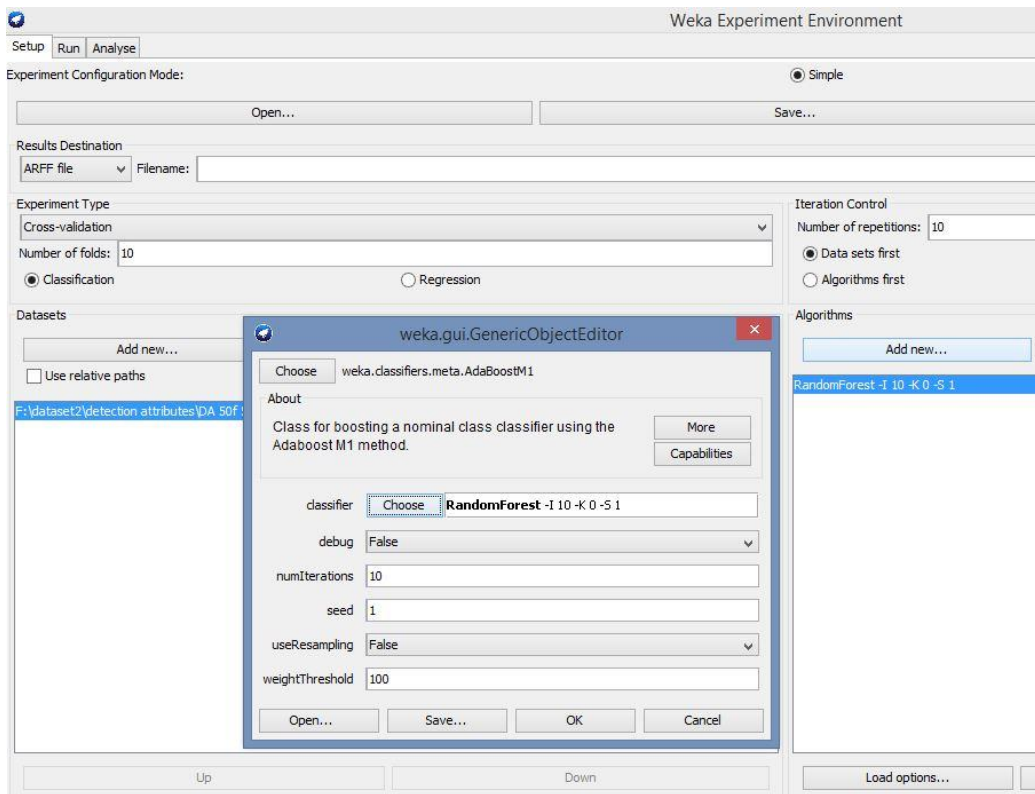 Weka Experiment Environment
Setup Run Analyse
Experiment Configuration Mode: Simple
Open... Save...
Results Destination
ARFF file Filename:
Experiment Type Iteration Control
Cross-validation Number of repetitions: 10
Number of folds: 10 Data sets first
Classification Regression Algorithms first
Datasets Algorithms
Add new... Add new...
Use relative paths
F:\dataset2\detection attributes\DA 50f
RandomForest -I 10 -K 0 -S 1
weka.gui.GenericObjectEditor
Choose weka.classifiers.meta.AdaBoostM1
About
Class for boosting a nominal class classifier using the More
Adaboost M1 method. Capabilities
classifier Choose RandomForest -I 10 -K 0 -S 1
debug False
numIterations 10
seed 1
useResampling False
weightThreshold 100
Open... Save... OK Cancel
Up Down Load options...